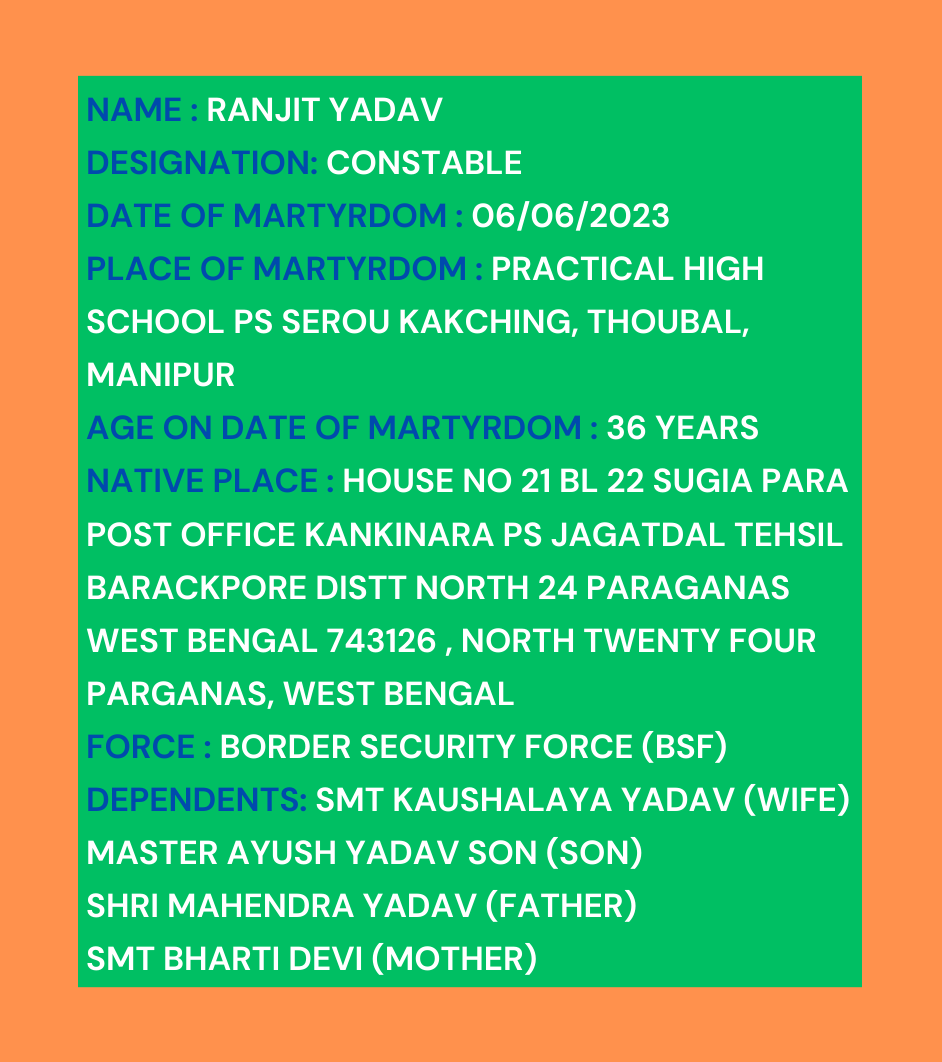 NAME : RANJIT YADAV
DESIGNATION: CONSTABLE
DATE OF MARTYRDOM : 06/06/2023
PLACE OF MARTYRDOM : PRACTICAL HIGH
SCHOOL PS SEROU KAKCHING, THOUBAL,
MANIPUR
AGE ON DATE OF MARTYRDOM : 36 YEARS
NATIVE PLACE : HOUSE NO 21 BL 22 SUGIA PARA
POST OFFICE KANKINARA PS JAGATDAL TEHSIL
BARACKPORE DISTT NORTH 24 PARAGANAS
WEST BENGAL 743126 , NORTH TWENTY FOUR
PARGANAS, WEST BENGAL
FORCE : BORDER SECURITY FORCE (BSF)
DEPENDENTS: SMT KAUSHALAYA YADAV (WIFE)
MASTER AYUSH YADAV SON (SON)
SHRI MAHENDRA YADAV (FATHER)
SMT BHARTI DEVI (MOTHER)